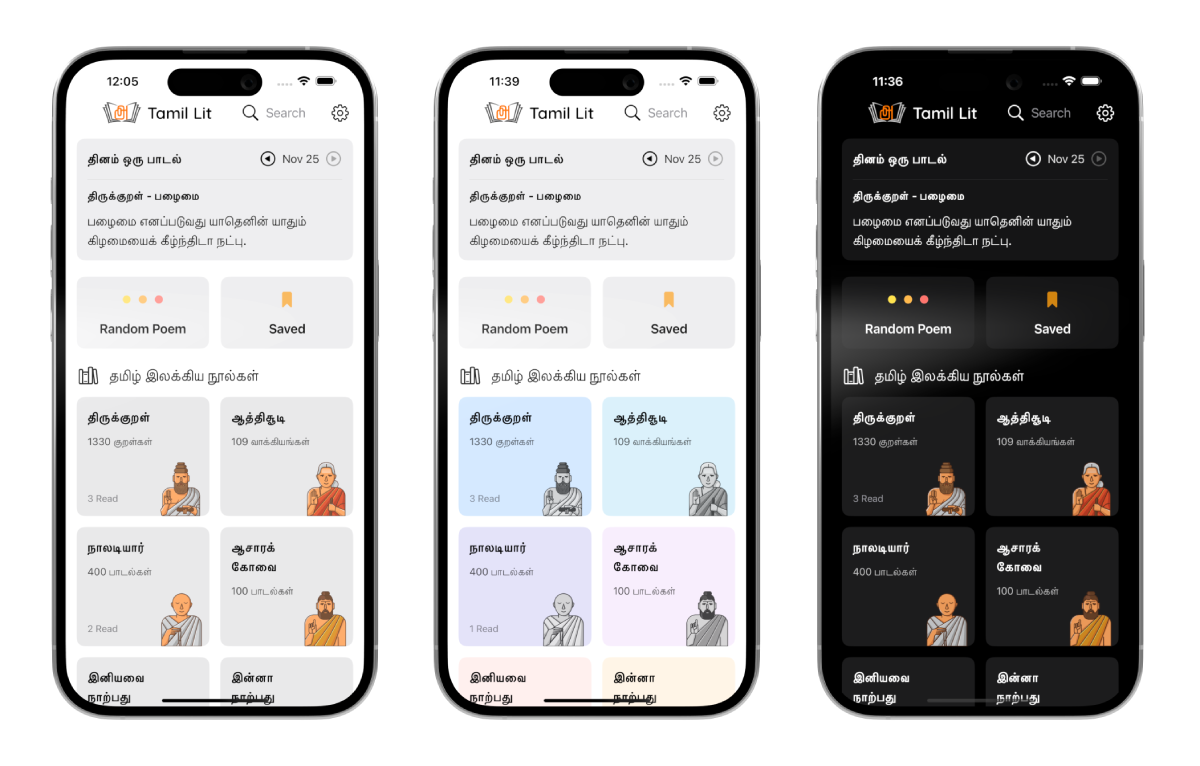 12:05
Tamil Lit
Search
தினம் ஒரு பாடல்
Nov 25
திருக்குறள் - பழைமை
பழைமை எனப்படுவது யாதெனின் யாதும்
கிழமையைக் கீழ்ந்திடா நட்பு.
Random Poem
Saved
தமிழ் இலக்கிய நூல்கள்
திருக்குறள்
1330 குறள்கள்
3 Read
ஆத்திசூடி
109 வாக்கியங்கள்
நாலடியார்
400 பாடல்கள்
2 Read
ஆசாரக்
கோவை
100 பாடல்கள்
இனியவை
நாற்பது
இன்னா
நாற்பது
11:39
Tamil Lit
Search
தினம் ஒரு பாடல்
Nov 25
திருக்குறள் - பழைமை
பழைமை எனப்படுவது யாதெனின் யாதும்
கிழமையைக் கீழ்ந்திடா நட்பு.
Random Poem
Saved
தமிழ் இலக்கிய நூல்கள்
திருக்குறள்
1330 குறள்கள்
3 Read
ஆத்திசூடி
109 வாக்கியங்கள்
நாலடியார்
400 பாடல்கள்
1 Read
ஆசாரக்
கோவை
100 பாடல்கள்
இனியவை
நாற்பது
இன்னா
நாற்பது
11:36
Tamil Lit
Search
தினம் ஒரு பாடல்
Nov 25
திருக்குறள் - பழைமை
பழைமை எனப்படுவது யாதெனின் யாதும்
கிழமையைக் கீழ்ந்திடா நட்பு.
Random Poem
Saved
தமிழ் இலக்கிய நூல்கள்
திருக்குறள்
1330 குறள்கள்
3 Read
ஆத்திசூடி
109 வாக்கியங்கள்
நாலடியார்
400 பாடல்கள்
ஆசாரக்
கோவை
100 பாடல்கள்
இனியவை
நாற்பது
இன்னா
நாற்பது